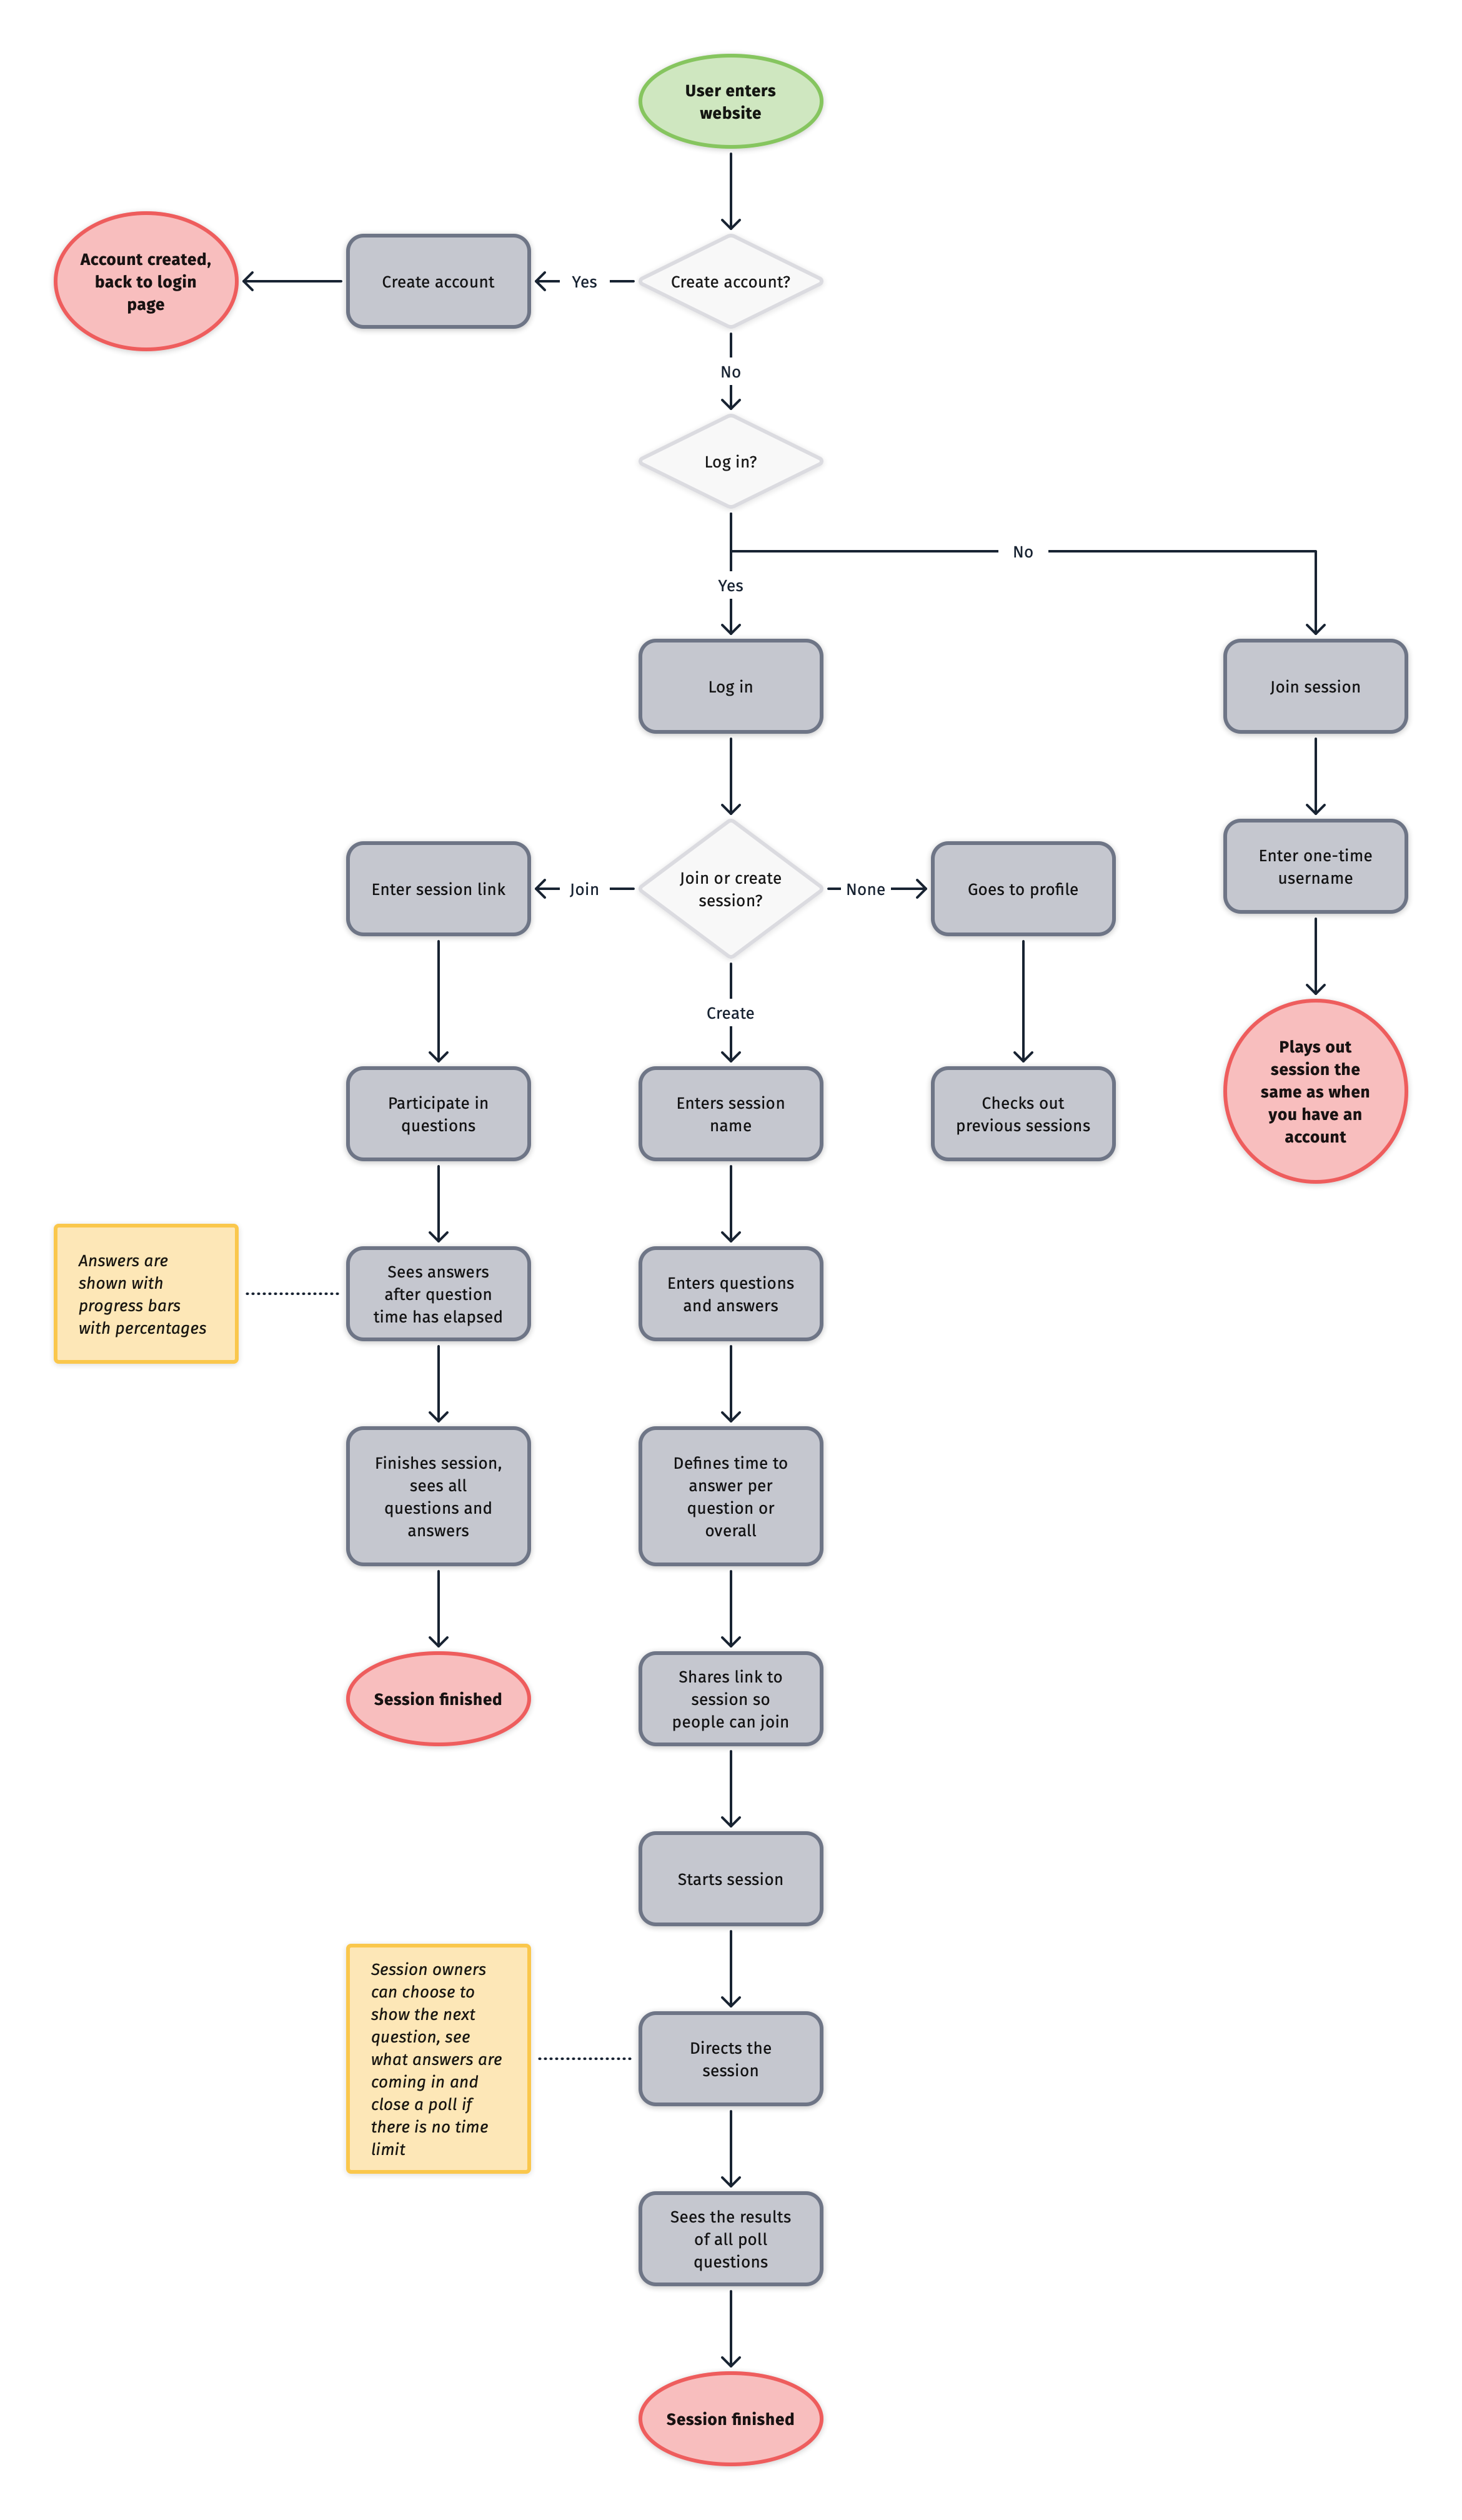 User enters
website
Account created,
back to login
page
Create account
Yes
Create account?
No
Log in?
No
Yes
Log in
Join session
Enter session link
Join
Join or create
session?
None
Goes to profile
Enter one-time
username
Create
Participate in
questions
Enters session
name
Checks out
previous sessions
Plays out
session the
same as when
you have an
account
Answers are
shown with
progress bars
with percentages
Sees answers
after question
time has elapsed
Enters questions
and answers
Finishes session,
sees all
questions and
answers
Defines time to
answer per
question or
overall
Session finished
Shares link to
session so
people can join
Starts session
Session owners
can choose to
show the next
question, see
what answers are
coming in and
close a poll if
there is no time
limit
Directs the
session
Sees the results
of all poll
questions
Session finished